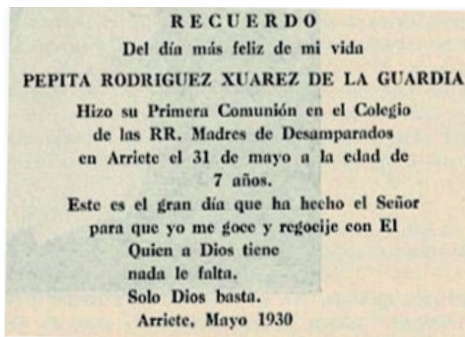 RECUERDO
Del día más feliz de mi vida
PEPITA RODRIGUEZ XUAREZ DE LA GUARDIA
Hizo su Primera Comunión en el Colegio
de las RR. Madres de Desamparados
en Arriete el 31 de mayo a la edad de
7 años.
Este es el gran día que ha hecho el Señor
para que yo me goce y regocije con El
Quien a Dios tiene
nada le falta.
Solo Dios basta.
Arriete, Mayo 1930